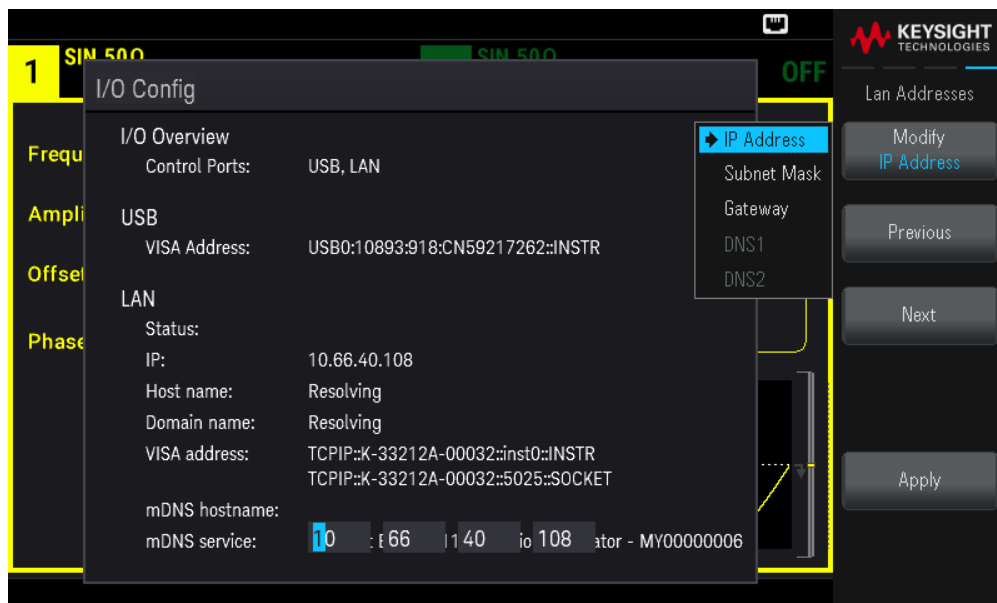 KEYSIGHT
TECHNOLOGIES
1
SIN 50Ω
SIN 50Ω
OFF
I/O Config
Lan Addresses
I/O Overview
Control Ports: USB, LAN
USB
VISA Address: USB0:10893:918:CN59217262::INSTR
LAN
Status:
IP: 10.66.40.108
Host name: Resolving
Domain name: Resolving
VISA address: TCPIP::K-33212A-00032::inst0::INSTR
TCPIP::K-33212A-00032::5025::SOCKET
mDNS hostname:
mDNS service: 10 66 40 108 ator - MY00000006
Frequ
Ampli
Offset
Phase
IP Address
Subnet Mask
Gateway
DNS1
DNS2
Modify
IP Address
Previous
Next
Apply